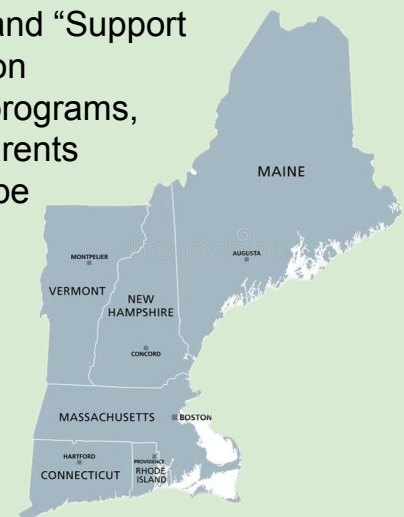 and “Support
on
programs,
arents
be
MAINE
MONTPELIER
AUGUSTA
VERMONT
NEW
HAMPSHIRE
CONCORD
MASSACHUSETTS
BOSTON
HARTFORD
PROVIDENCE
CONNECTICUT
RHODE
ISLAND